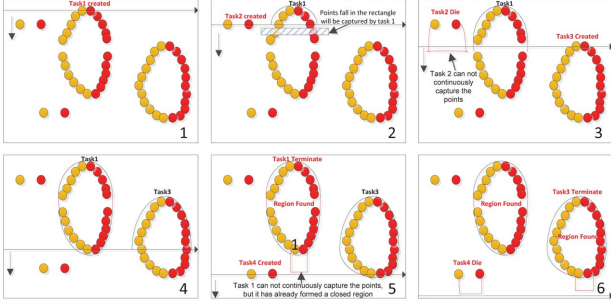 Task1 created
1
Task1
Task2 created
Points fall in the rectangle
will be captured by task 1
2
Task2 Die
Task1
Task3 Created
Task 2 can not
continuously
capture the
points
3
Task1
Task3
4
Task1 Terminate
Task3
Region Found
1
Task4 Created
Task 1 can not continuously capture the points,
but it has already formed a closed region
5
Region Found
Task3 Terminate
Region Found
Task4 Die
6